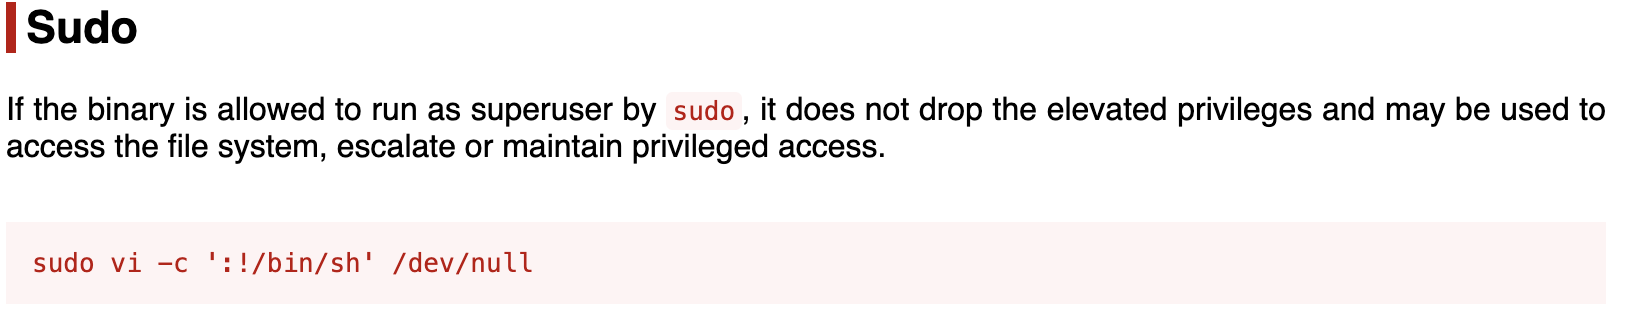 Sudo
If the binary is allowed to run as superuser by sudo, it does not drop the elevated privileges and may be used to
access the file system, escalate or maintain privileged access.
sudo vi -c ':!/bin/sh' /dev/null